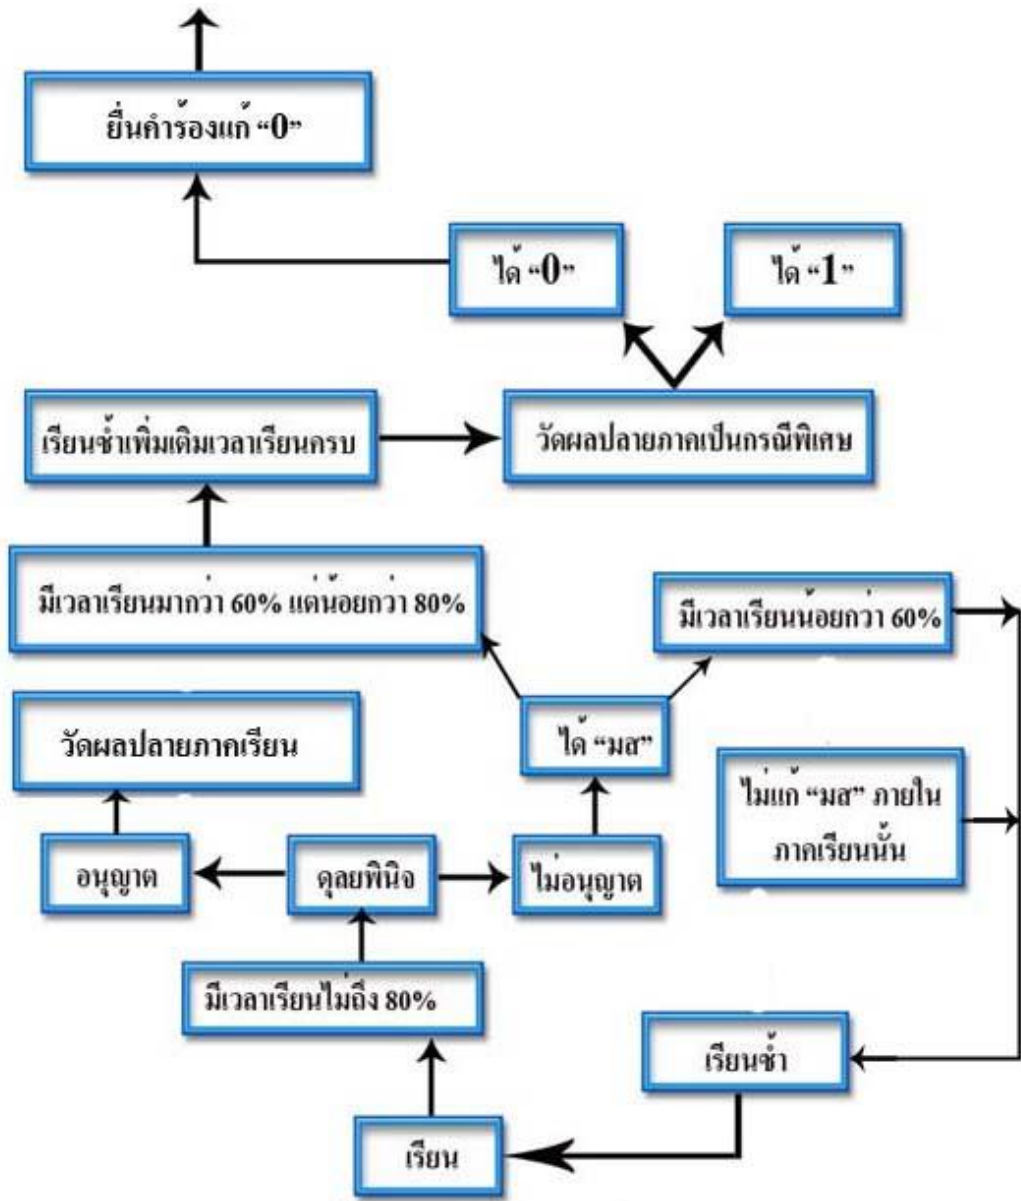 ยื่นคำร้องแก้ “0”
ได้ “0”
ได้ “1”
เรียนซ้ำเพิ่มเติมเวลาเรียนครบ
วัดผลปลายภาคเป็นกรณีพิเศษ
มีเวลาเรียนมากว่า 60% แต่น้อยกว่า 80%
มีเวลาเรียนน้อยกว่า 60%
วัดผลปลายภาคเรียน
ได้ “มส”
ไม่แก้ “มส” ภายใน
ภาคเรียนนั้น
อนุญาต
ดุลยพินิจ
ไม่อนุญาต
มีเวลาเรียนไม่ถึง 80%
เรียนซ้ำ
เรียน